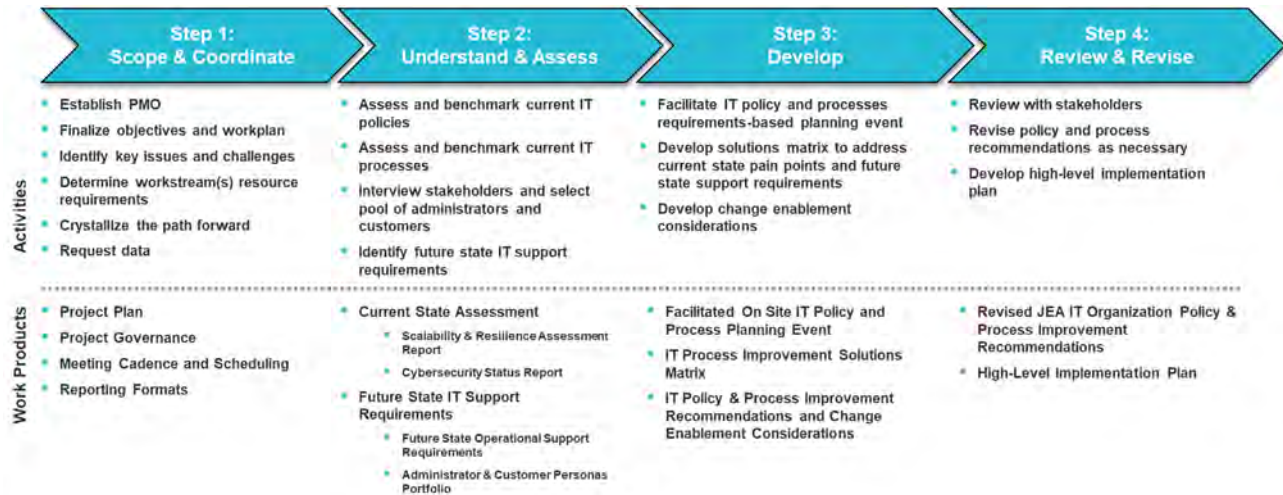 Step 1:
Scope & Coordinate
Step 2:
Understand & Assess
Step 3:
Develop
Step 4:
Review & Revise
Activities
Establish PMO
Finalize objectives and workplan
Identify key issues and challenges
Determine workstream(s) resource
requirements
Crystallize the path forward
Request data
Assess and benchmark current IT
policies
Assess and benchmark current IT
processes
Interview stakeholders and select
pool of administrators and
customers
Identify future state IT support
requirements
Facilitate IT policy and processes
requirements-based planning event
Develop solutions matrix to address
current state pain points and future
state support requirements
Develop change enablement
considerations
Review with stakeholders
Revise policy and process
recommendations as necessary
Develop high-level implementation
plan
Work Products
Project Plan
Project Governance
Meeting Cadence and Scheduling
Reporting Formats
Current State Assessment
Scalability & Resilience Assessment
Report
Cybersecurity Status Report
Future State IT Support
Requirements
Future State Operational Support
Requirements
Administrator & Customer Personas
Portfolio
Facilitated On Site IT Policy and
Process Planning Event
IT Process Improvement Solutions
Matrix
IT Policy & Process Improvement
Recommendations and Change
Enablement Considerations
Revised JEA IT Organization Policy &
Process Improvement
Recommendations
High-Level Implementation Plan